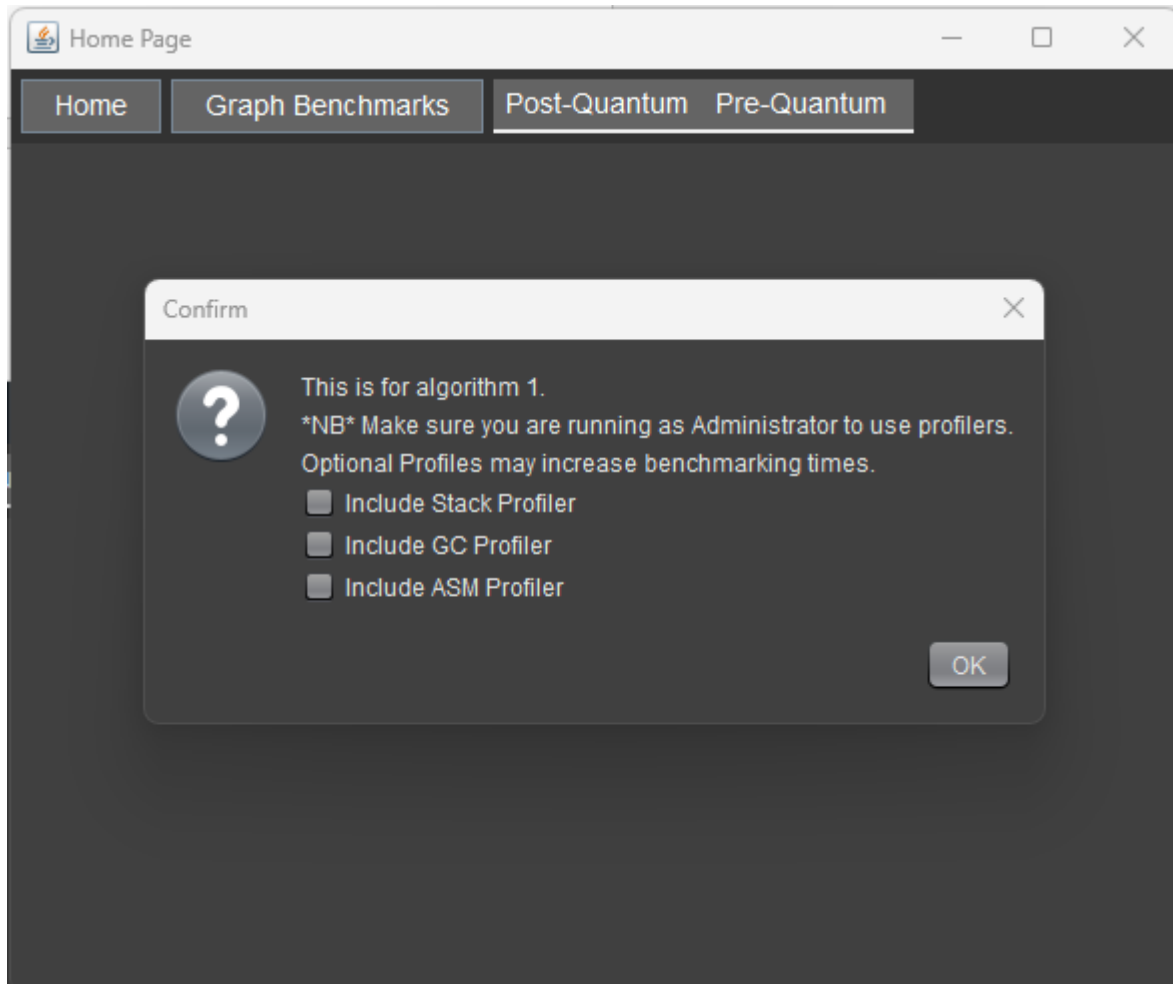 Home Page
Home
Graph Benchmarks
Post-Quantum
Pre-Quantum
Confirm
This is for algorithm 1.
*NB* Make sure you are running as Administrator to use profilers.
Optional Profiles may increase benchmarking times.
Include Stack Profiler
Include GC Profiler
Include ASM Profiler
OK